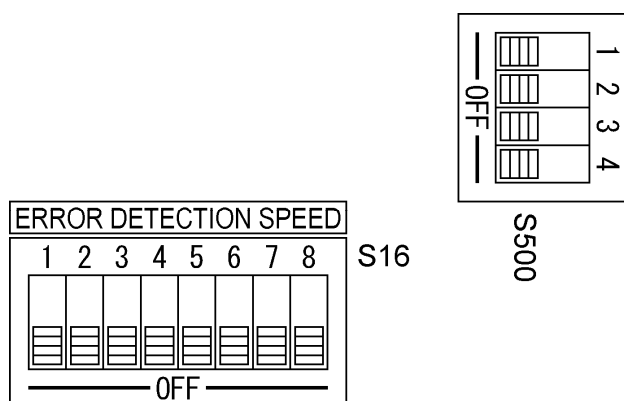 1
2
3
4
OFF
S500
ERROR DETECTION SPEED
1 2 3 4 5 6 7 8
S16
OFF